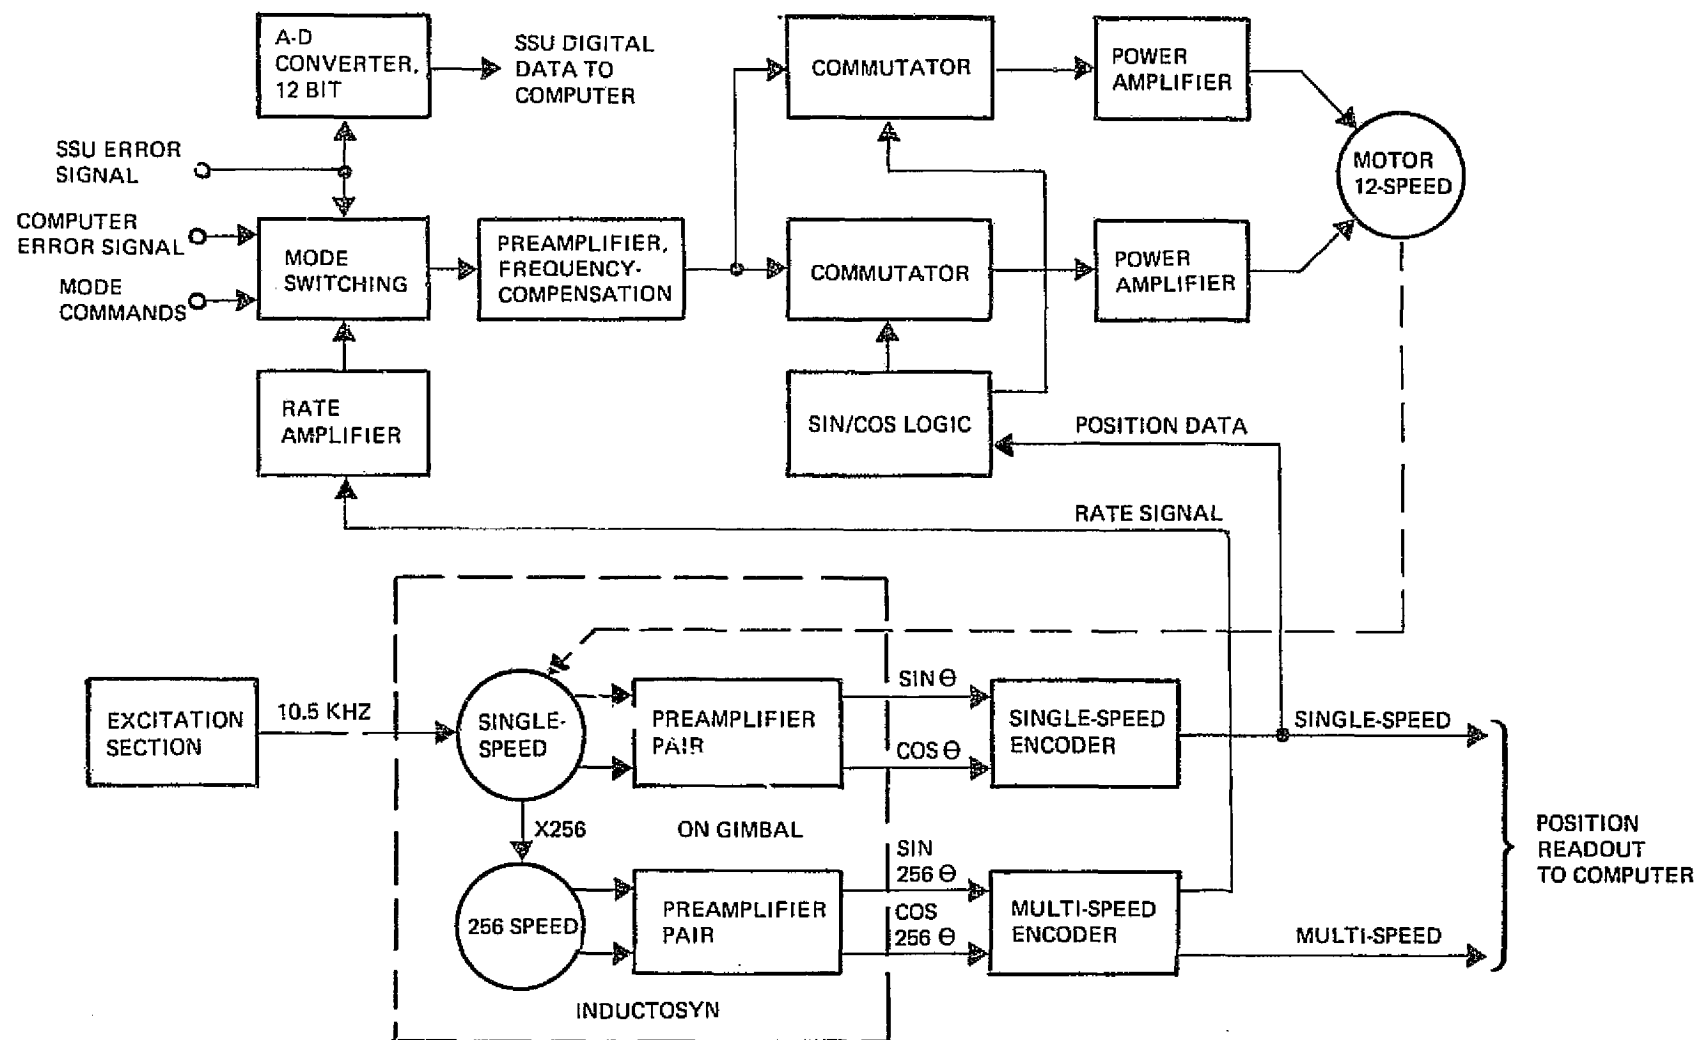 A-D
CONVERTER,
12 BIT
SSU DIGITAL
DATA TO
COMPUTER
COMMUTATOR
POWER
AMPLIFIER
SSU ERROR
SIGNAL
MOTOR
12-SPEED
COMPUTER
ERROR SIGNAL
MODE
COMMANDS
MODE
SWITCHING
PREAMPLIFIER,
FREQUENCY-
COMPENSATION
COMMUTATOR
POWER
AMPLIFIER
RATE
AMPLIFIER
SIN/COS LOGIC
POSITION DATA
RATE SIGNAL
EXCITATION
SECTION
10.5 KHZ
SINGLE-
SPEED
PREAMPLIFIER
PAIR
SIN Θ
COS Θ
SINGLE-SPEED
ENCODER
SINGLE-SPEED
X256
ON GIMBAL
256 SPEED
PREAMPLIFIER
PAIR
SIN
256 Θ
COS
256 Θ
MULTI-SPEED
ENCODER
MULTI-SPEED
POSITION
READOUT
TO COMPUTER
INDUCTOSYN